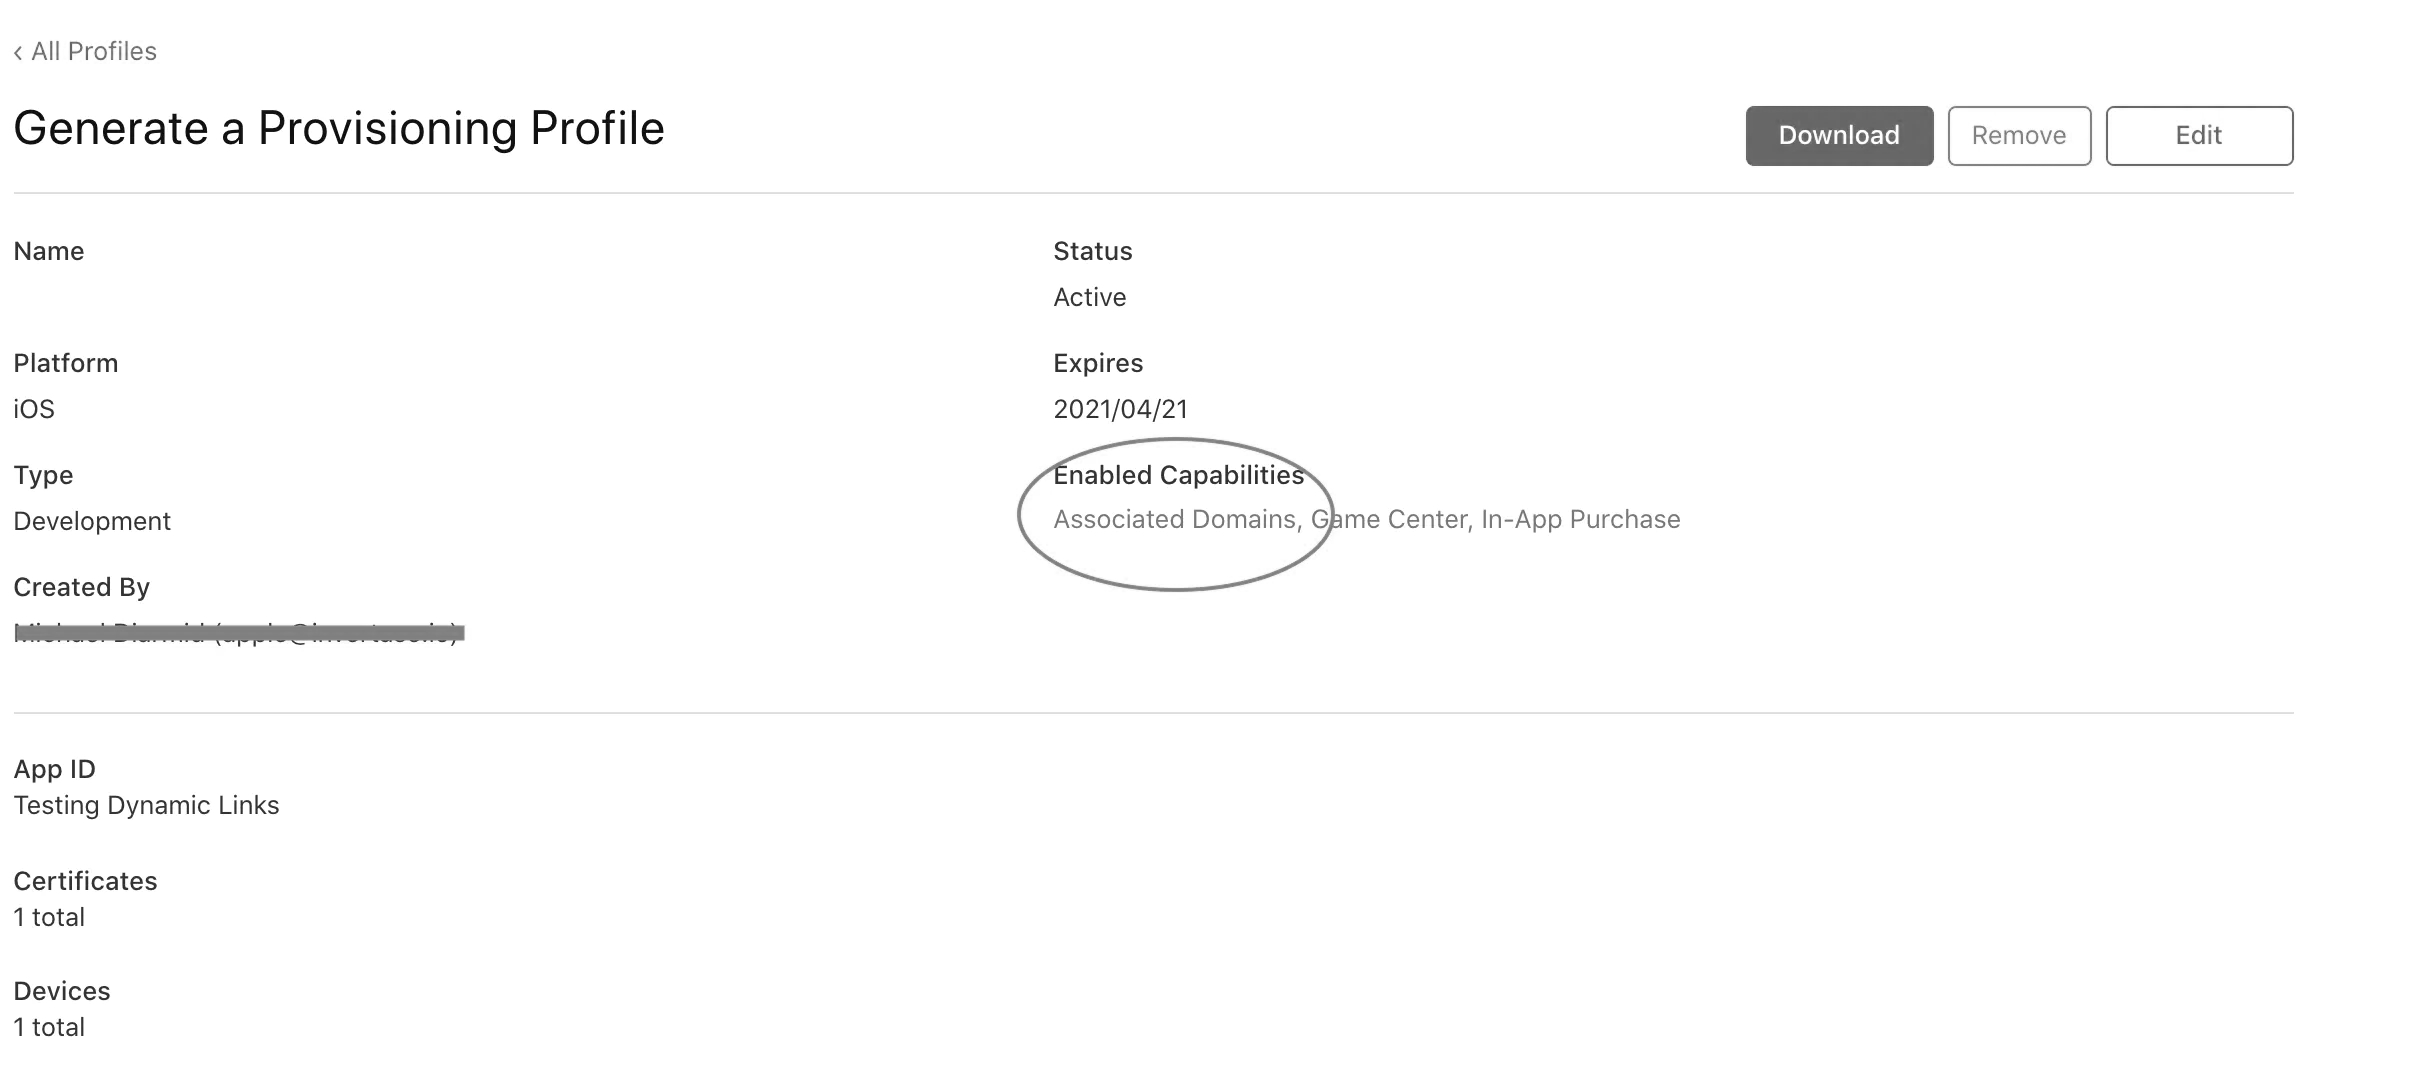 ‹ All Profiles
Generate a Provisioning Profile
Download
Remove
Edit
Name
Status
Active
Platform
Expires
iOS
2021/04/21
Type
Enabled Capabilities
Development
Associated Domains, Game Center, In-App Purchase
Created By
App ID
Testing Dynamic Links
Certificates
1 total
Devices
1 total